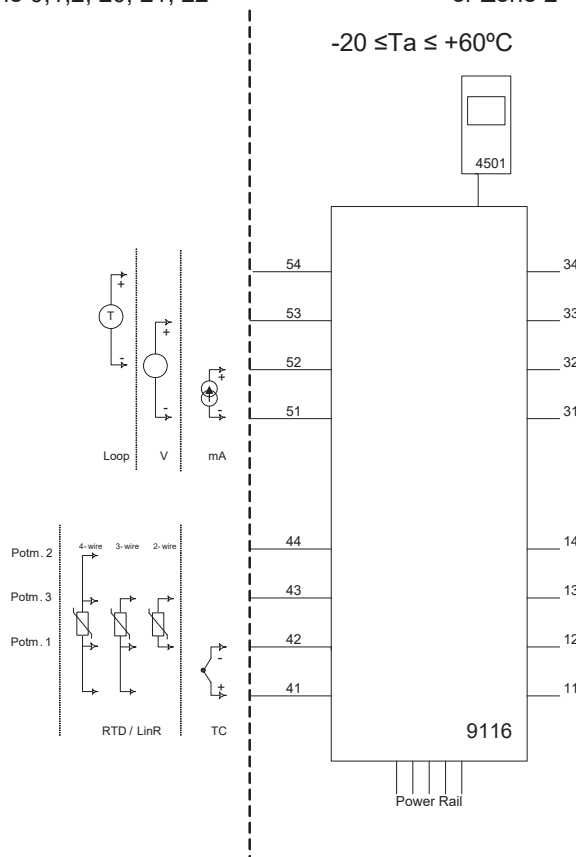 -20 ≤Ta ≤ +60ºC
4501
54
34
+
T
53
33
+
-
52
32
+
-
-
51
31
Loop
V
mA
44
14
Potm. 2
4- wire
3- wire
2- wire
43
13
Potm. 3
42
12
Potm. 1
-
+
41
11
RTD / LinR
TC
9116
Power Rail